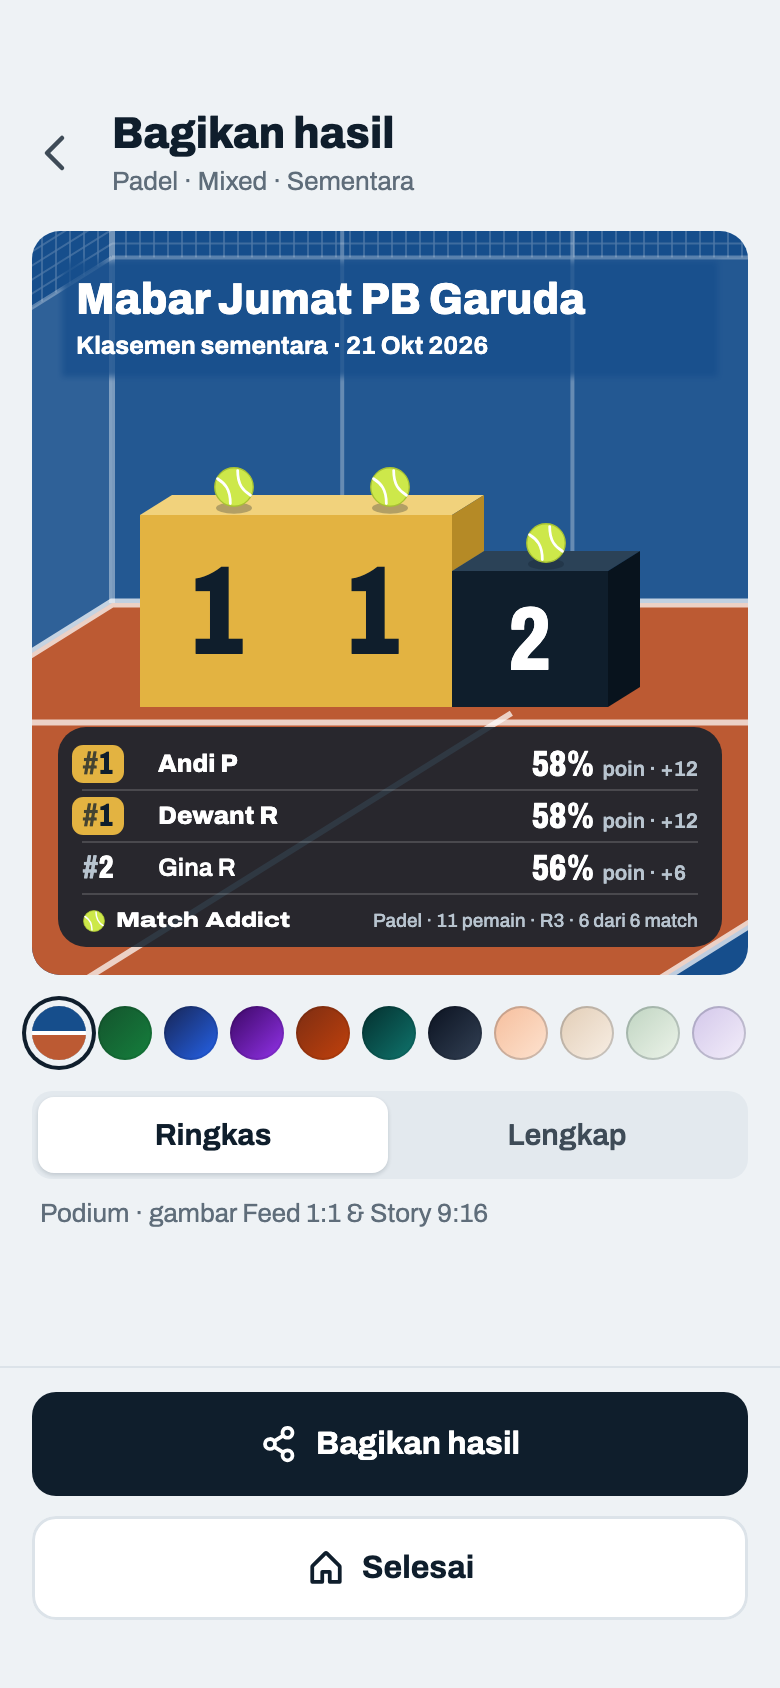 Bagikan hasil
Padel · Mixed · Sementara
Mabar Jumat PB Garuda
Klasemen sementara · 21 Okt 2026
1 1 2
#1 Andi P 58% poin · +12
#1 Dewant R 58% poin · +12
#2 Gina R 56% poin · +6
Match Addict Padel · 11 pemain · R3 · 6 dari 6 match
Ringkas Lengkap
Podium · gambar Feed 1:1 & Story 9:16
Bagikan hasil
Selesai